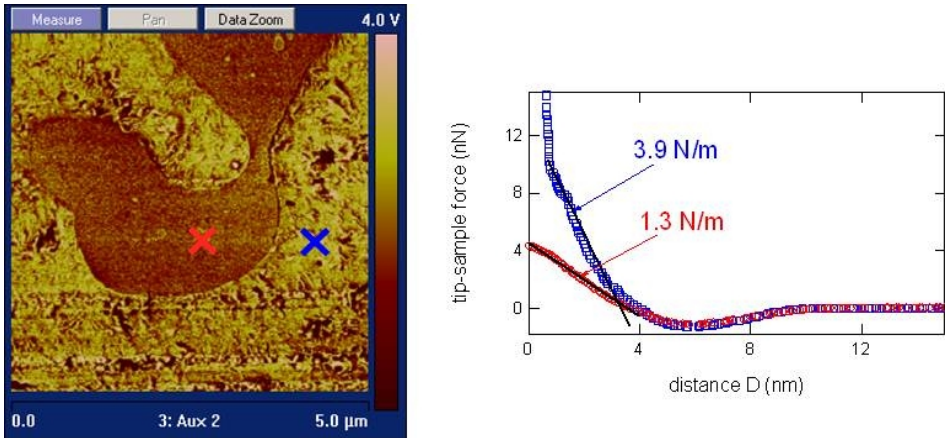 Measure Pan Data Zoom 4.0 V
0.0 3: Aux 2 5.0 µm
tip-sample force (nN)
12
8
4
0
3.9 N/m
1.3 N/m
0 4 8 12
distance D (nm)